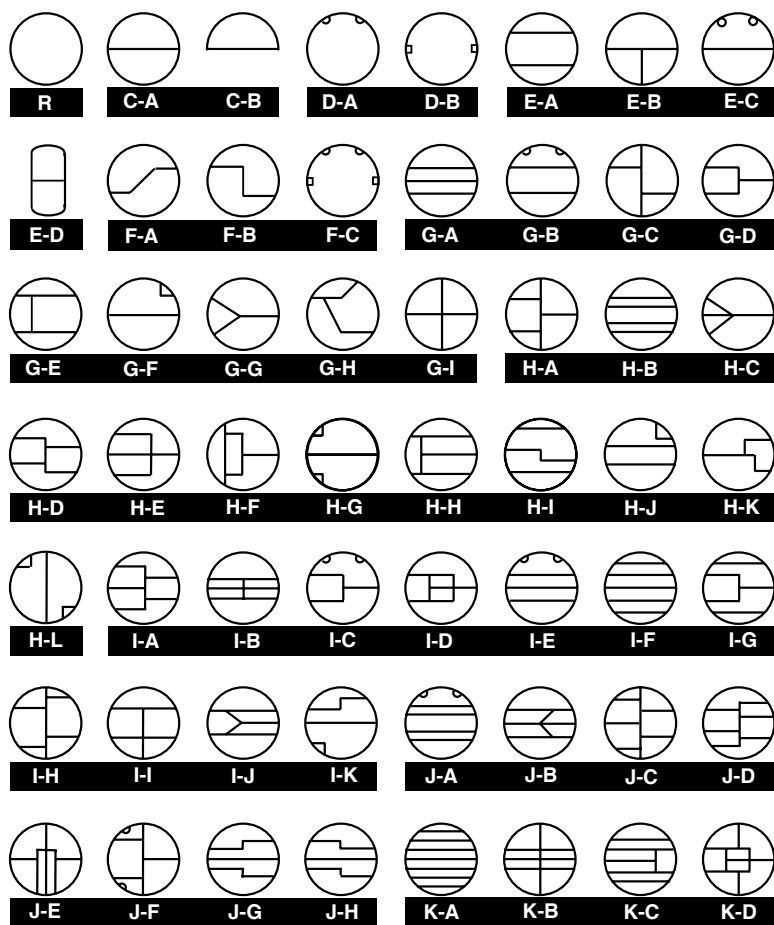 R C-A C-B D-A D-B E-A E-B E-C
E-D F-A F-B F-C G-A G-B G-C G-D
G-E G-F G-G G-H G-I H-A H-B H-C
H-D H-E H-F H-G H-H H-I H-J H-K
H-L I-A I-B I-C I-D I-E I-F I-G
I-H I-I I-J I-K J-A J-B J-C J-D
J-E J-F J-G J-H K-A K-B K-C K-D